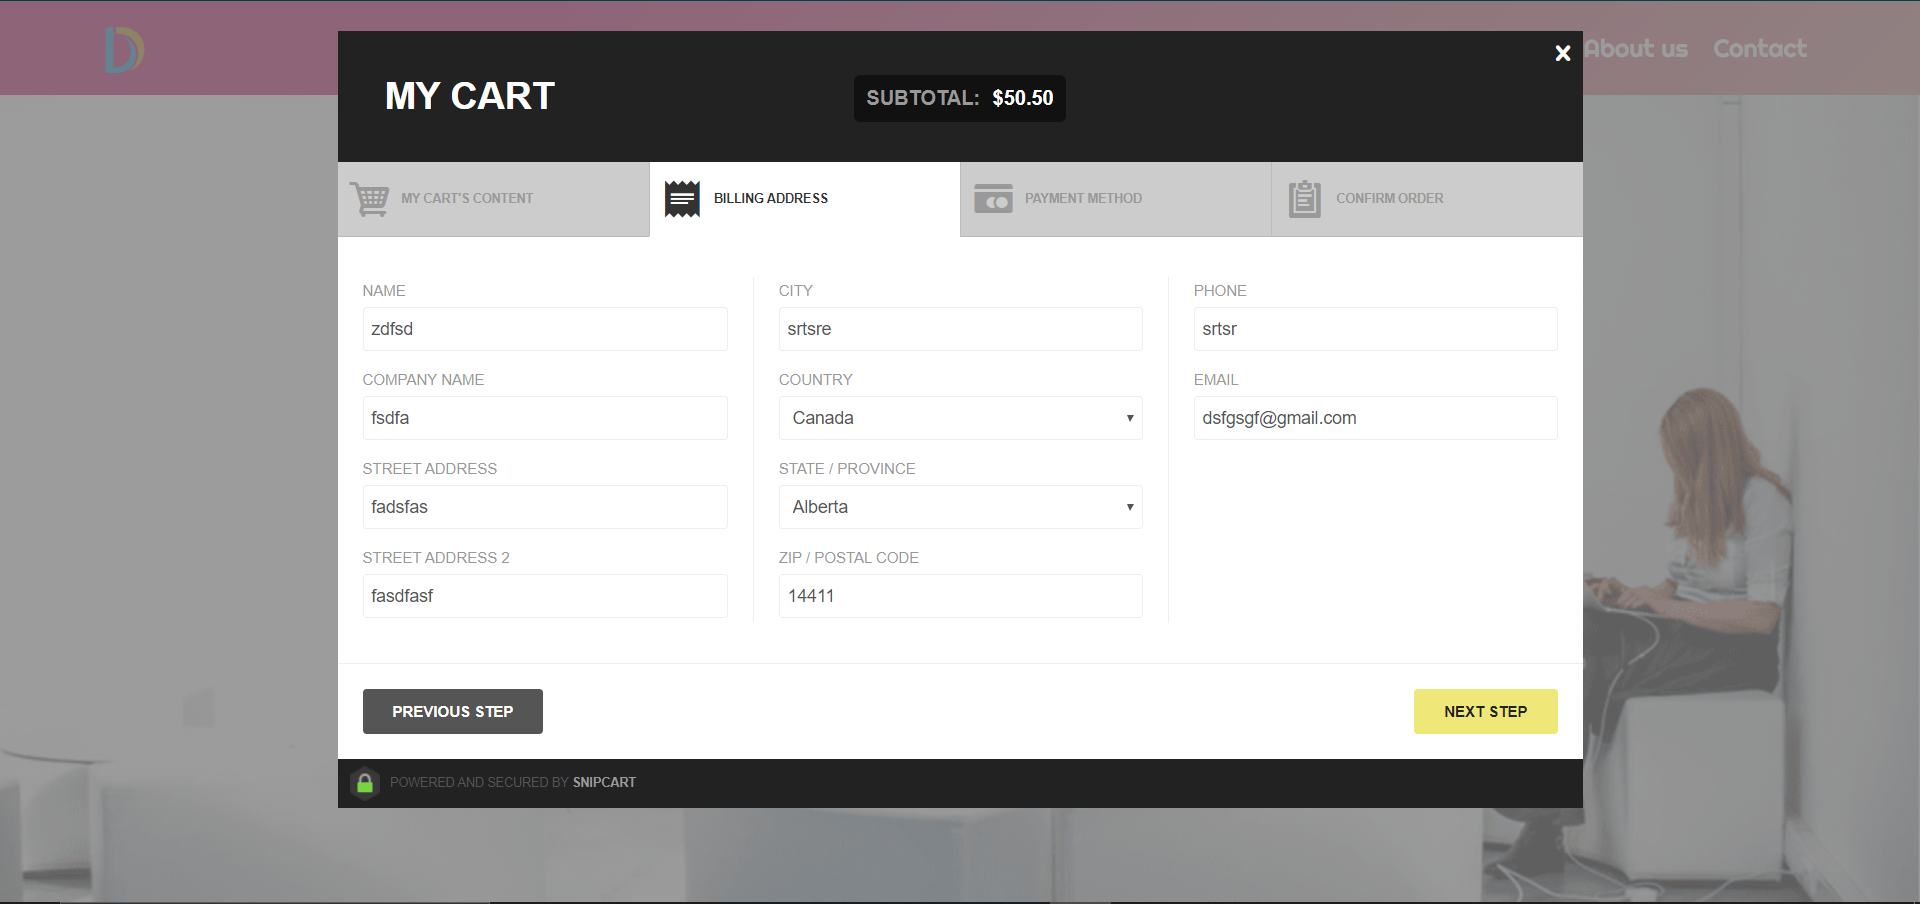 About us
Contact
MY CART
SUBTOTAL: $50.50
MY CART'S CONTENT
BILLING ADDRESS
PAYMENT METHOD
CONFIRM ORDER
NAME
zdfsd
COMPANY NAME
fsdfa
STREET ADDRESS
fadsfas
STREET ADDRESS 2
fasdfasf
CITY
srtsre
COUNTRY
Canada
STATE / PROVINCE
Alberta
ZIP / POSTAL CODE
14411
PHONE
srtsr
EMAIL
dsfgsgf@gmail.com
PREVIOUS STEP
NEXT STEP
POWERED AND SECURED BY SNIPCART